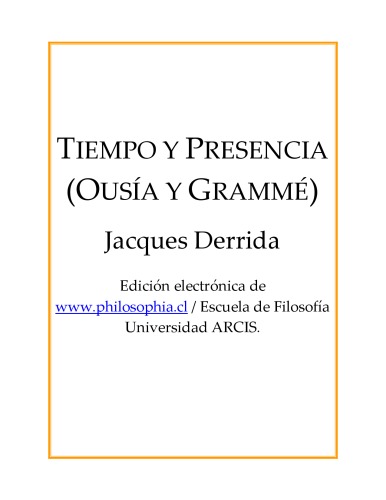 TIEMPO Y PRESENCIA
(OUSÍA Y GRAMMÉ)
Jacques Derrida
Edición electrónica de
www.philosophia.cl / Escuela de Filosofía
Universidad ARCIS.